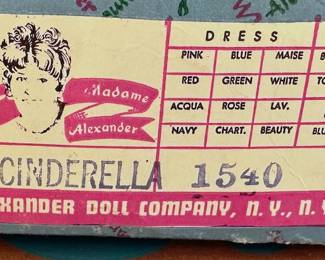 DRESS
PINK BLUE MAISE
RED GREEN WHITE
ACQUA ROSE LAV.
NAVY CHART. BEAUTY
Madame
Alexander
CINDERELLA 1540
XANDER DOLL COMPANY, N. Y., N.